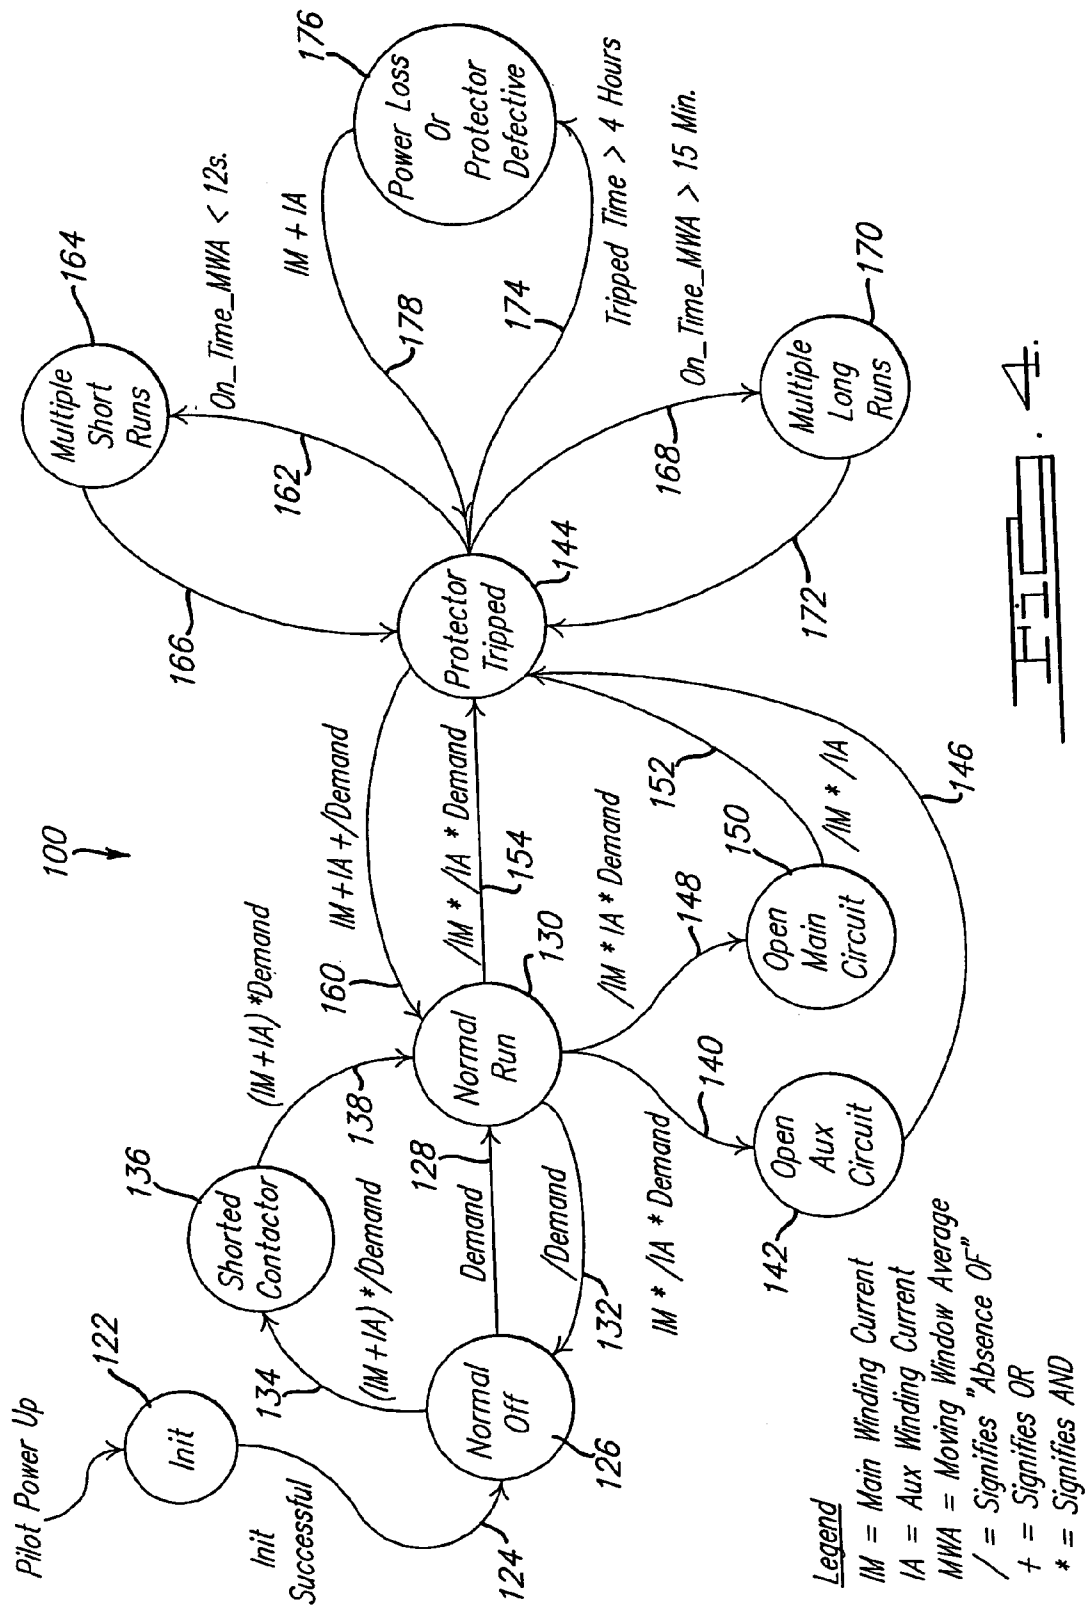 Pilot Power Up
122
Init
Init
Successful
124
Normal
Off
126
134
(IM + IA) * /Demand
136
Shorted
Contactor
138
(IM + IA) *Demand
100
128
Demand
/Demand
132
Normal
Run
130
160
IM + IA + /Demand
/IM * /IA * Demand
154
IM * /IA * Demand
140
Open
Aux
Circuit
142
/IM * IA * Demand
148
Open
Main
Circuit
150
152
/IM * /IA
146
Protector
Tripped
144
166
162
Multiple
Short
Runs
164
On_Time_MWA < 12s.
IM + IA
178
Power Loss
Or
Protector
Defective
176
174
Tripped Time > 4 Hours
On_Time_MWA > 15 Min.
168
Multiple
Long
Runs
170
172
Legend
IM = Main Winding Current
IA = Aux Winding Current
MWA = Moving Window Average
/ = Signifies "Absence OF"
+ = Signifies OR
* = Signifies AND
Fig. 4.